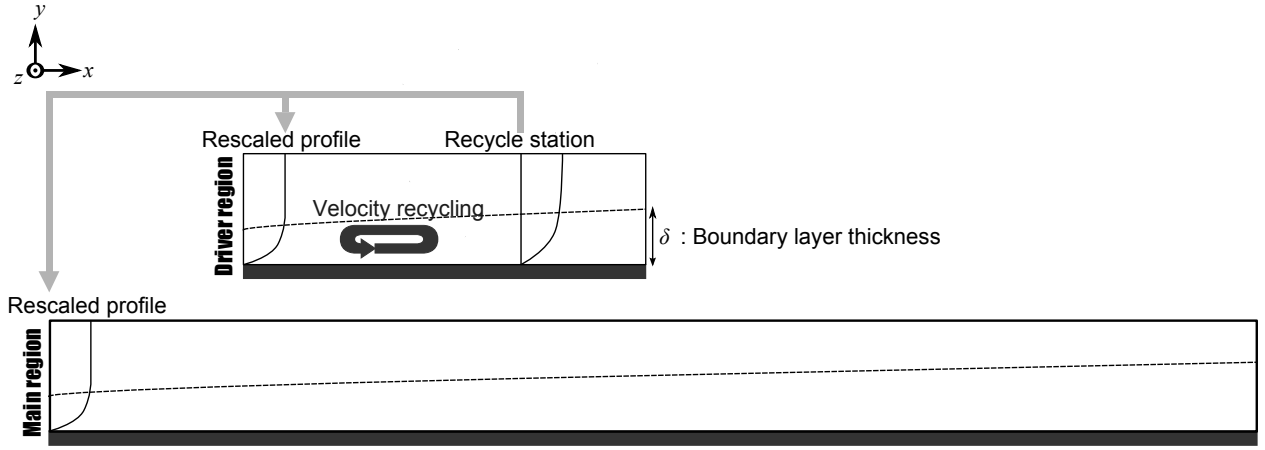 y
z
x
Rescaled profile
Recycle station
Driver region
Velocity recycling
δ : Boundary layer thickness
Rescaled profile
Main region